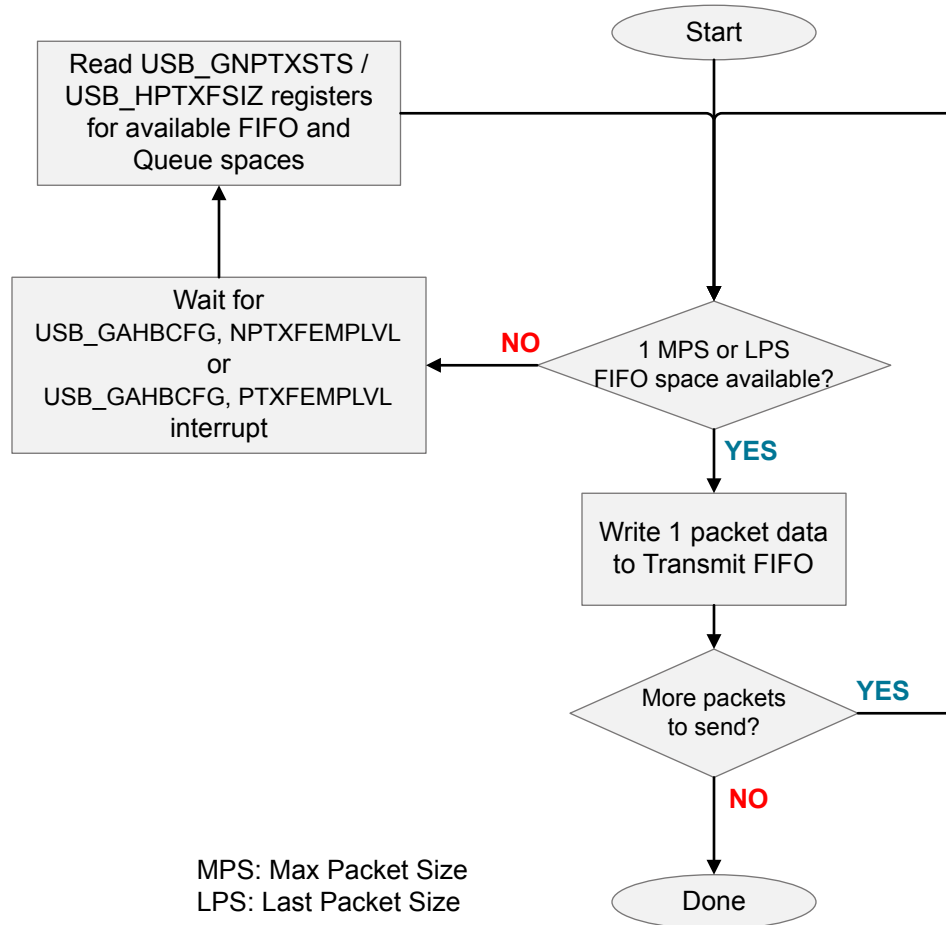 Start
Read USB_GNPTXSTS /
USB_HPTXFSIZ registers
for available FIFO and
Queue spaces
Wait for
USB_GAHBCFG, NPTXFEMPLVL
or
USB_GAHBCFG, PTXFEMPLVL
interrupt
NO
1 MPS or LPS
FIFO space available?
YES
Write 1 packet data
to Transmit FIFO
More packets
to send?
YES
NO
MPS: Max Packet Size
LPS: Last Packet Size
Done